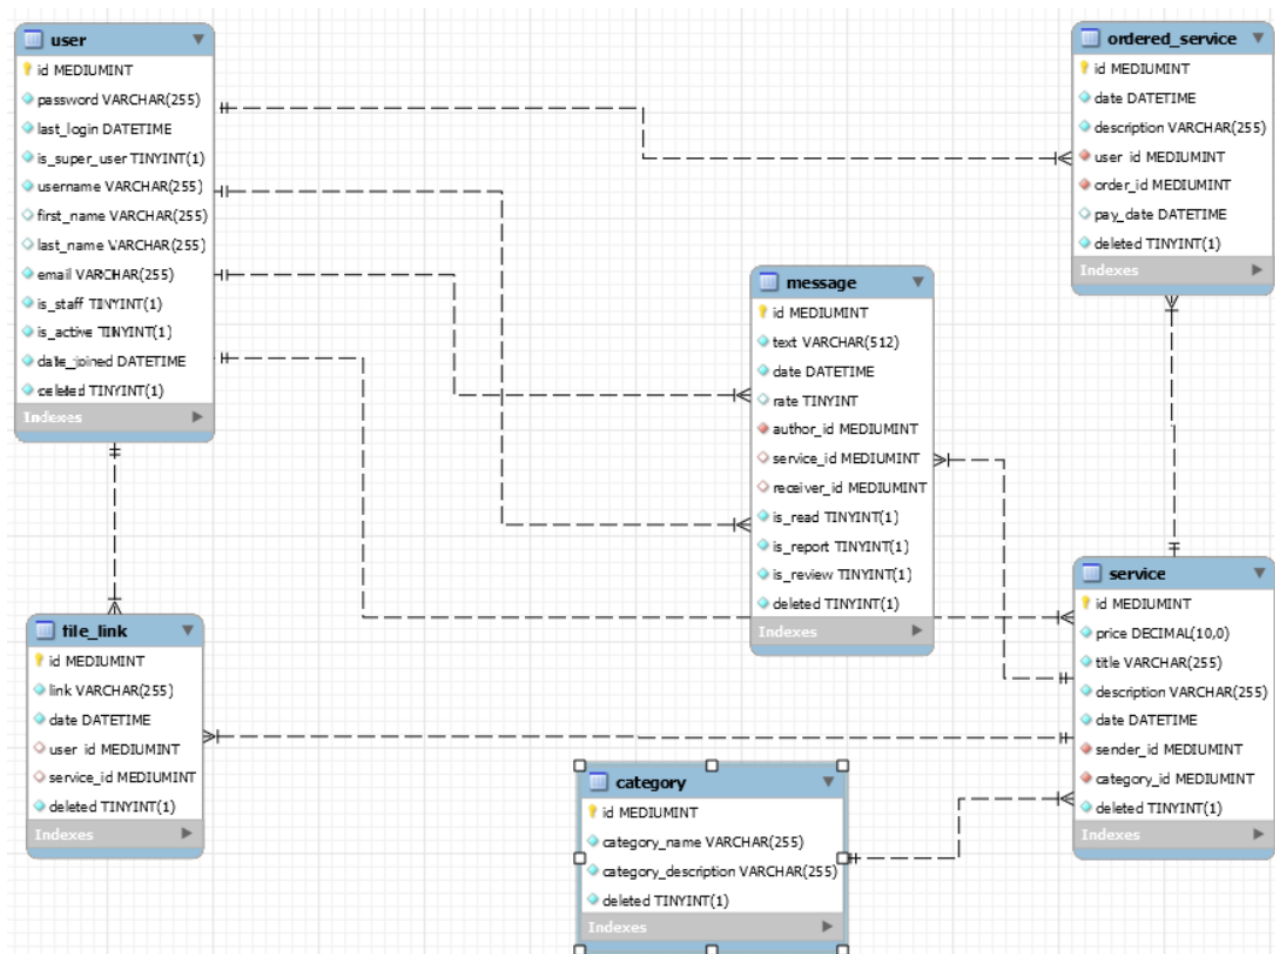 user
id MEDIUMINT
password VARCHAR(255)
last_login DATETIME
is_super_user TINYINT(1)
username VARCHAR(255)
first_name VARCHAR(255)
last_name VARCHAR(255)
email VARCHAR(255)
is_staff TINYINT(1)
is_active TINYINT(1)
date_joined DATETIME
deleted TINYINT(1)
Indexes
ordered_service
id MEDIUMINT
date DATETIME
description VARCHAR(255)
user_id MEDIUMINT
order_id MEDIUMINT
pay_date DATETIME
deleted TINYINT(1)
Indexes
message
id MEDIUMINT
text VARCHAR(512)
date DATETIME
rate TINYINT
author_id MEDIUMINT
service_id MEDIUMINT
receiver_id MEDIUMINT
is_read TINYINT(1)
is_report TINYINT(1)
is_review TINYINT(1)
deleted TINYINT(1)
Indexes
file_link
id MEDIUMINT
link VARCHAR(255)
date DATETIME
user_id MEDIUMINT
service_id MEDIUMINT
deleted TINYINT(1)
Indexes
service
id MEDIUMINT
price DECIMAL(10,0)
title VARCHAR(255)
description VARCHAR(255)
date DATETIME
sender_id MEDIUMINT
category_id MEDIUMINT
deleted TINYINT(1)
Indexes
category
id MEDIUMINT
category_name VARCHAR(255)
category_description VARCHAR(255)
deleted TINYINT(1)
Indexes